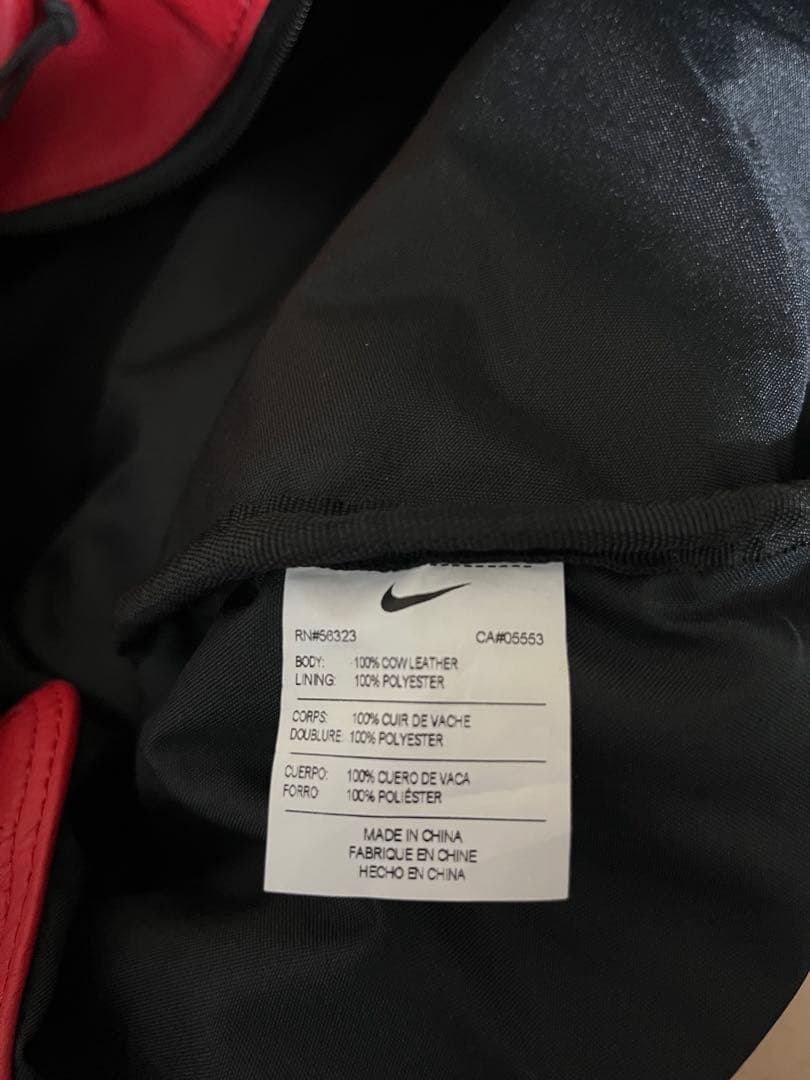 RN#56323 CA#05553
BODY: 100% COW LEATHER
LINING: 100% POLYESTER
CORPS: 100% CUIR DE VACHE
DOUBLURE: 100% POLYESTER
CUERPO: 100% CUERO DE VACA
FORRO 100% POLIÉSTER
MADE IN CHINA
FABRIQUE EN CHINE
HECHO EN CHINA